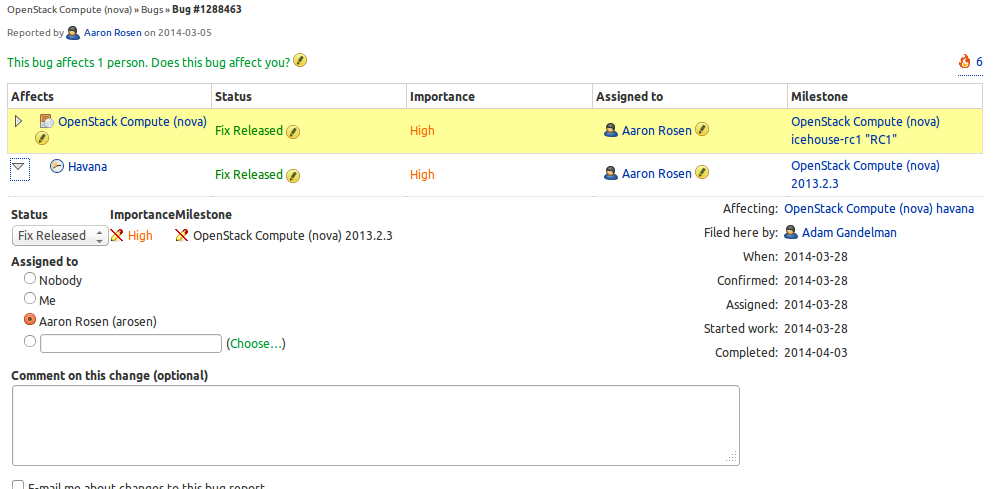 OpenStack Compute (nova) » Bugs » Bug #1288463
Reported by Aaron Rosen on 2014-03-05
This bug affects 1 person. Does this bug affect you?
6
Affects Status Importance Assigned to Milestone
OpenStack Compute (nova) Fix Released High Aaron Rosen OpenStack Compute (nova)
icehouse-rc1 "RC1"
Havana Fix Released High Aaron Rosen OpenStack Compute (nova)
2013.2.3
Status Importance Milestone
Fix Released High OpenStack Compute (nova) 2013.2.3
Assigned to
Nobody
Me
Aaron Rosen (arosen)
(Choose...)
Affecting: OpenStack Compute (nova) havana
Filed here by: Adam Gandelman
When: 2014-03-28
Confirmed: 2014-03-28
Assigned: 2014-03-28
Started work: 2014-03-28
Completed: 2014-04-03
Comment on this change (optional)
E-mail me about changes to this bug report